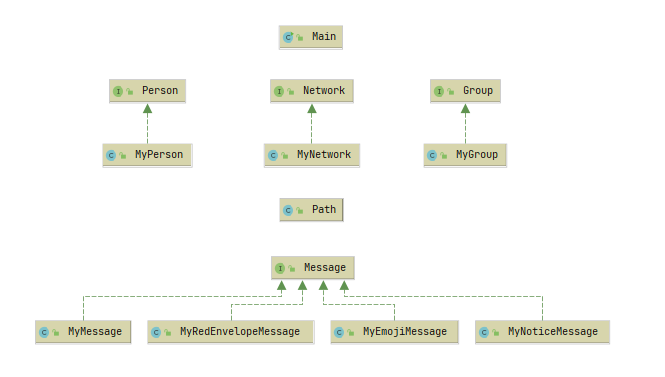 Main
Person
Network
Group
MyPerson
MyNetwork
MyGroup
Path
Message
MyMessage
MyRedEnvelopeMessage
MyEmojiMessage
MyNoticeMessage